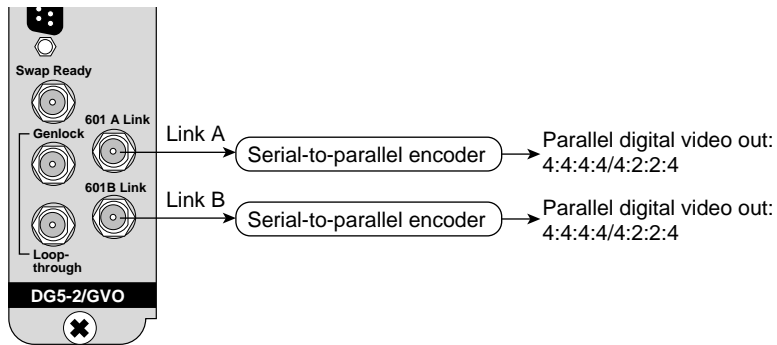 Swap Ready
601 A Link
Genlock
Link A
Serial-to-parallel encoder
Parallel digital video out:
4:4:4:4/4:2:2:4
601B Link
Link B
Serial-to-parallel encoder
Parallel digital video out:
4:4:4:4/4:2:2:4
Loop-
through
DG5-2/GVO